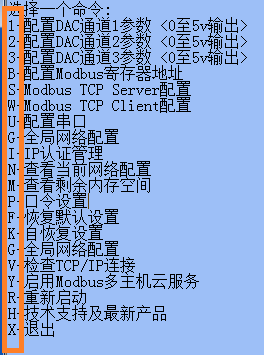 选择一个命令:
1-配置DAC通道1参数 <0至5v输出>
2-配置DAC通道2参数 <0至5v输出>
3-配置DAC通道3参数 <0至5v输出>
B-配置Modbus寄存器地址
S-Modbus TCP Server配置
W-Modbus TCP Client配置
U-配置串口
G-全局网络配置
I-IP认证管理
N-查看当前网络配置
M-查看剩余内存空间
P-口令设置
F-恢复默认设置
K-自恢复设置
G-全局网络配置
V-检查TCP/IP连接
Y-启用Modbus多主机云服务
R-重新启动
H-技术支持及最新产品
X-退出